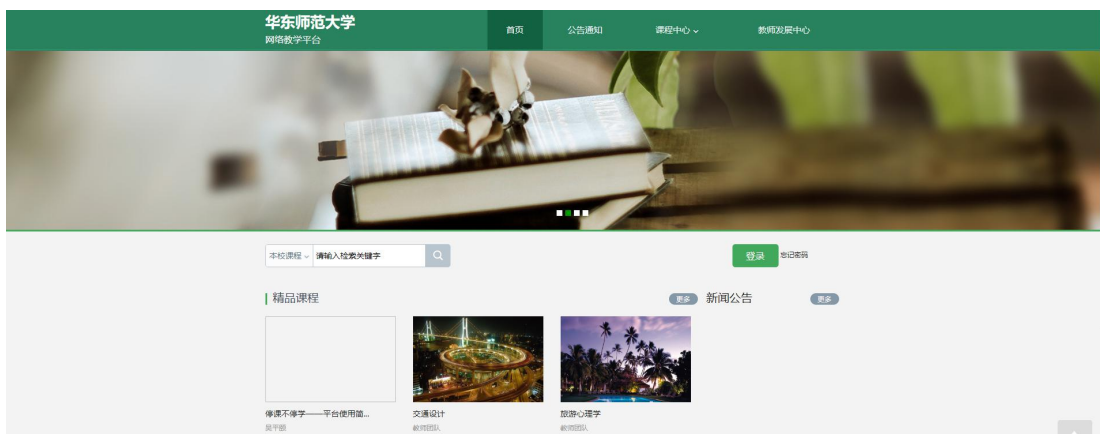 华东师范大学
网络教学平台
首页 公告通知 课程中心 教师发展中心
本校课程 请输入检索关键字 登录 忘记密码
精品课程 更多 新闻公告 更多
停课不停学——平台使用简... 交通设计 旅游心理学
教师团队 教师团队